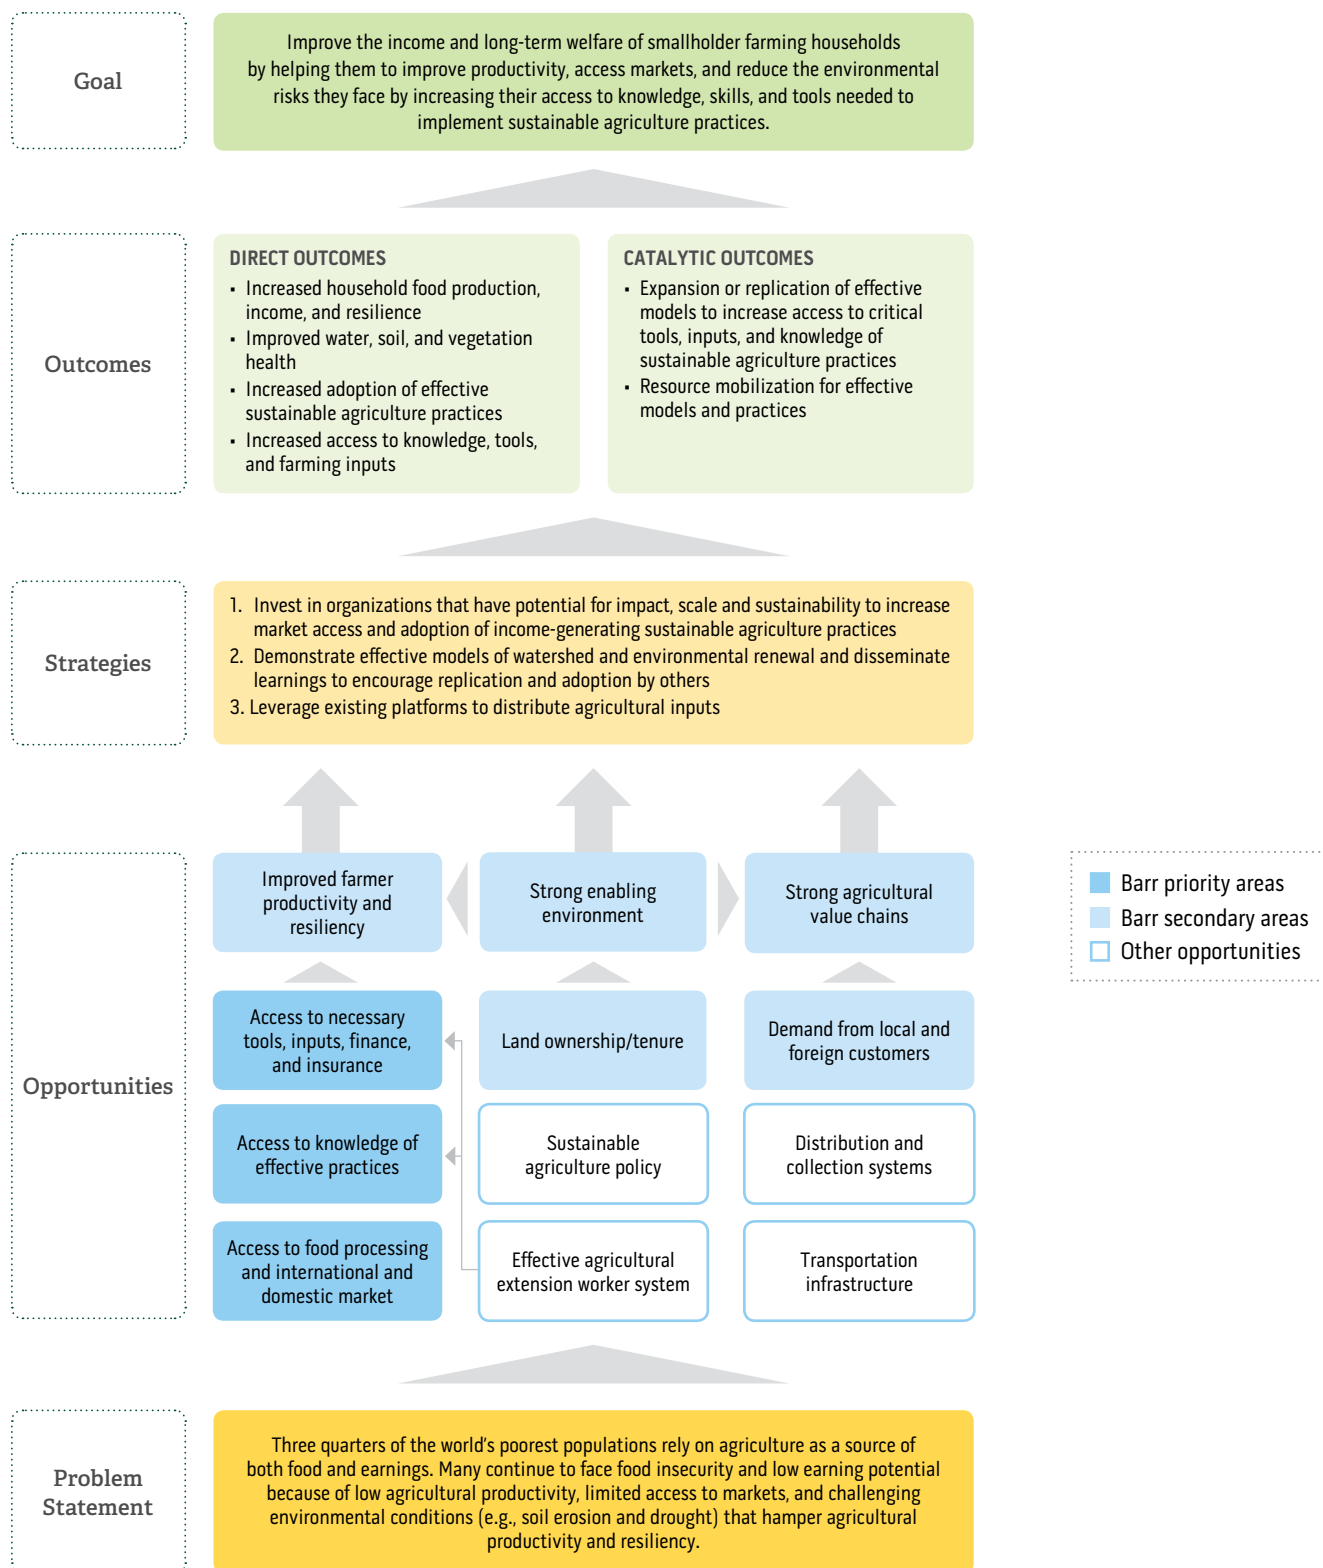 Goal
Improve the income and long-term welfare of smallholder farming households
by helping them to improve productivity, access markets, and reduce the environmental
risks they face by increasing their access to knowledge, skills, and tools needed to
implement sustainable agriculture practices.
Outcomes
DIRECT OUTCOMES
▪ Increased household food production,
income, and resilience
▪ Improved water, soil, and vegetation
health
▪ Increased adoption of effective
sustainable agriculture practices
▪ Increased access to knowledge, tools,
and farming inputs
CATALYTIC OUTCOMES
▪ Expansion or replication of effective
models to increase access to critical
tools, inputs, and knowledge of
sustainable agriculture practices
▪ Resource mobilization for effective
models and practices
Strategies
1. Invest in organizations that have potential for impact, scale and sustainability to increase
market access and adoption of income-generating sustainable agriculture practices
2. Demonstrate effective models of watershed and environmental renewal and disseminate
learnings to encourage replication and adoption by others
3. Leverage existing platforms to distribute agricultural inputs
Opportunities
Improved farmer
productivity and
resiliency
Strong enabling
environment
Strong agricultural
value chains
Access to necessary
tools, inputs, finance,
and insurance
Land ownership/tenure
Demand from local and
foreign customers
Access to knowledge of
effective practices
Sustainable
agriculture policy
Distribution and
collection systems
Access to food processing
and international and
domestic market
Effective agricultural
extension worker system
Transportation
infrastructure
Barr priority areas
Barr secondary areas
Other opportunities
Problem
Statement
Three quarters of the world's poorest populations rely on agriculture as a source of
both food and earnings. Many continue to face food insecurity and low earning potential
because of low agricultural productivity, limited access to markets, and challenging
environmental conditions (e.g., soil erosion and drought) that hamper agricultural
productivity and resiliency.